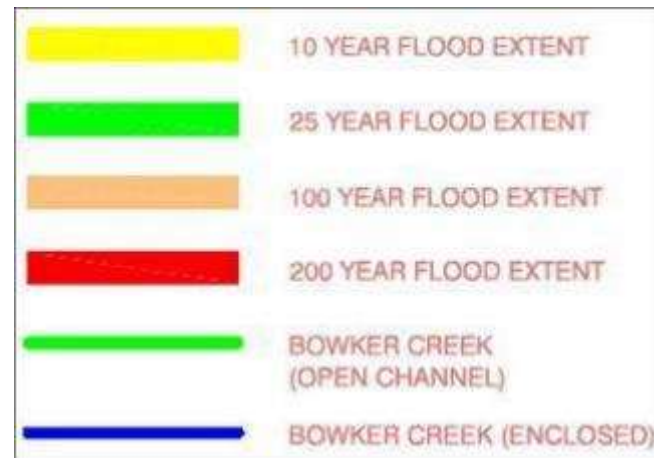 10 YEAR FLOOD EXTENT
25 YEAR FLOOD EXTENT
100 YEAR FLOOD EXTENT
200 YEAR FLOOD EXTENT
BOWKER CREEK
(OPEN CHANNEL)
BOWKER CREEK (ENCLOSED)